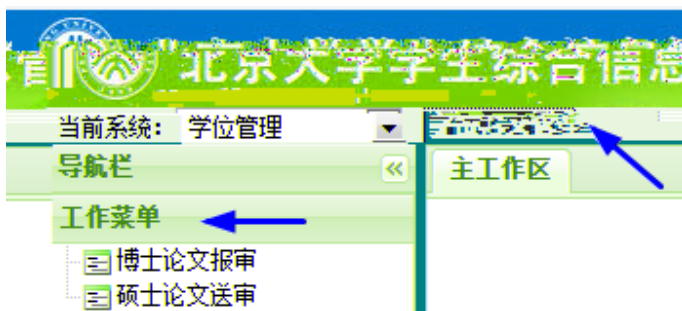 北京大学学生综合信息
当前系统： 学位管理
导航栏
主工作区
工作菜单
博士论文报审
硕士论文送审